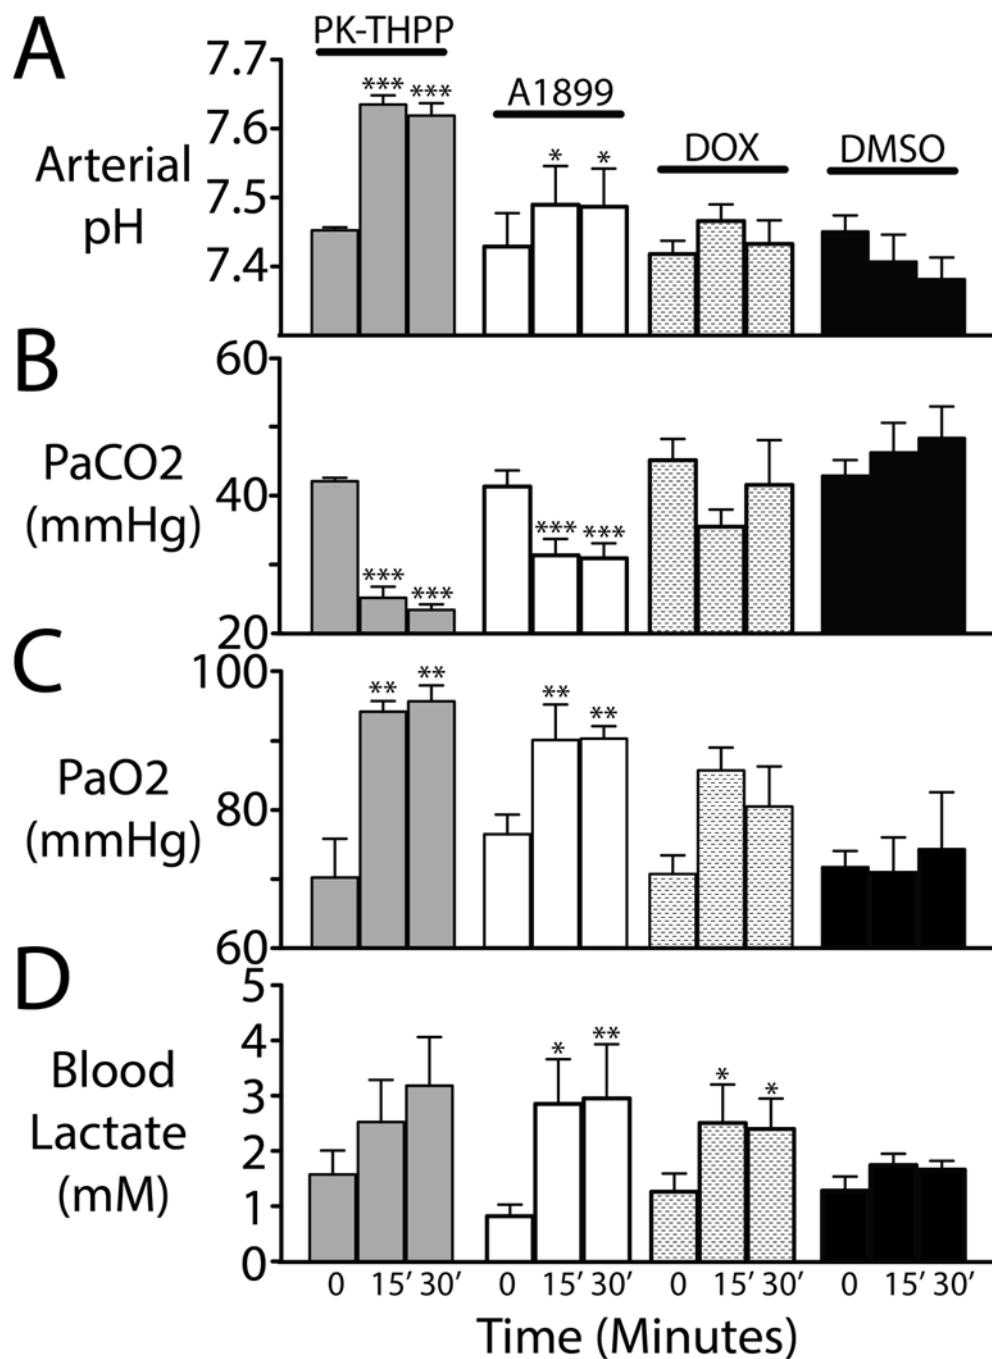 A
PK-THPP
A1899
DOX
DMSO
Arterial
pH
7.7
7.6
7.5
7.4
*** ***
* *
B
PaCO2
(mmHg)
60
40
20
*** ***
*** ***
C
PaO2
(mmHg)
100
80
60
** **
** **
D
Blood
Lactate
(mM)
5
4
3
2
1
0
* **
* *
0 15' 30' 0 15' 30' 0 15' 30' 0 15' 30'
Time (Minutes)